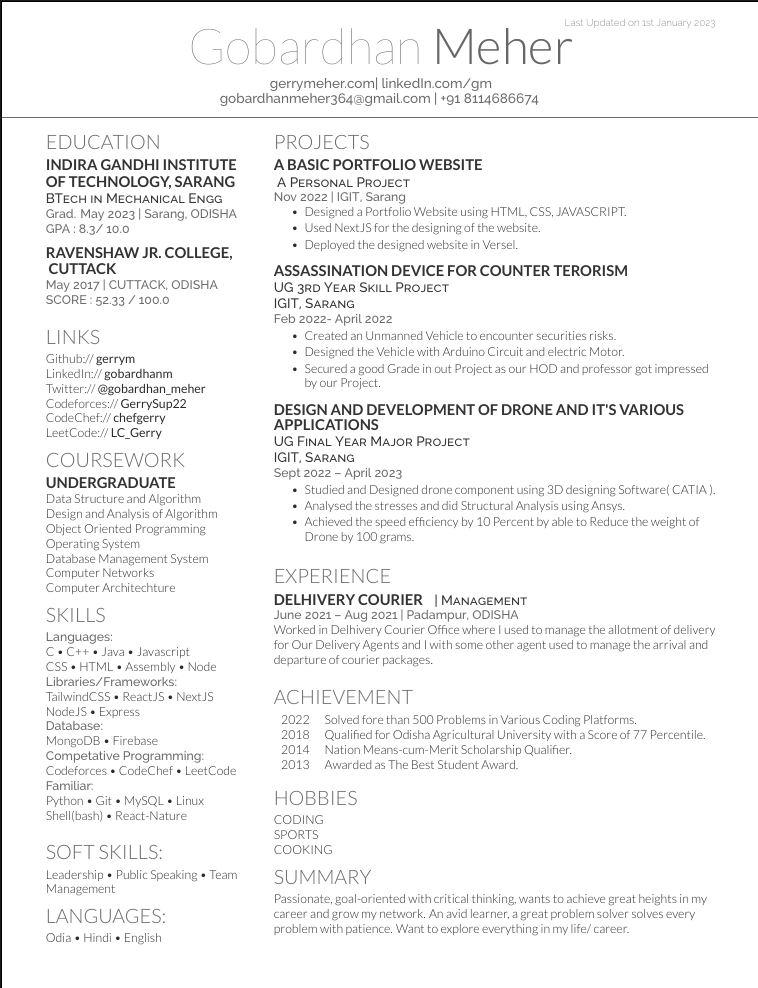 Last Updated on 1st January 2023
Gobardhan Meher
gerrymeher.com| linkedIn.com/gm
gobardhanmeher364@gmail.com | +91 8114686674
EDUCATION
INDIRA GANDHI INSTITUTE
OF TECHNOLOGY, SARANG
BTech in Mechanical Engg
Grad. May 2023 | Sarang, ODISHA
GPA : 8.3/ 10.0
RAVENSHAW JR. COLLEGE,
CUTTACK
May 2017 | CUTTACK, ODISHA
SCORE : 52.33 / 100.0
LINKS
Github:// gerrym
LinkedIn:// gobardhanm
Twitter:// @gobardhan_meher
Codeforces:// GerrySup22
CodeChef:// chefgerry
LeetCode:// LC_Gerry
COURSEWORK
UNDERGRADUATE
Data Structure and Algorithm
Design and Analysis of Algorithm
Object Oriented Programming
Operating System
Database Management System
Computer Networks
Computer Architechture
SKILLS
Languages:
C • C++ • Java • Javascript
CSS • HTML • Assembly • Node
Libraries/Frameworks:
TailwindCSS • ReactJS • NextJS
NodeJS • Express
Database:
MongoDB • Firebase
Competative Programming:
Codeforces • CodeChef • LeetCode
Familiar:
Python • Git • MySQL • Linux
Shell(bash) • React-Nature
SOFT SKILLS:
Leadership • Public Speaking • Team
Management
LANGUAGES:
Odia • Hindi • English
PROJECTS
A BASIC PORTFOLIO WEBSITE
A Personal Project
Nov 2022 | IGIT, Sarang
• Designed a Portfolio Website using HTML, CSS, JAVASCRIPT.
• Used NextJS for the designing of the website.
• Deployed the designed website in Versel.
ASSASSINATION DEVICE FOR COUNTER TERORISM
UG 3rd Year Skill Project
IGIT, Sarang
Feb 2022- April 2022
• Created an Unmanned Vehicle to encounter securities risks.
• Designed the Vehicle with Arduino Circuit and electric Motor.
• Secured a good Grade in out Project as our HOD and professor got impressed
by our Project.
DESIGN AND DEVELOPMENT OF DRONE AND IT'S VARIOUS
APPLICATIONS
UG Final Year Major Project
IGIT, Sarang
Sept 2022 – April 2023
• Studied and Designed drone component using 3D designing Software( CATIA ).
• Analysed the stresses and did Structural Analysis using Ansys.
• Achieved the speed efficiency by 10 Percent by able to Reduce the weight of
Drone by 100 grams.
EXPERIENCE
DELHIVERY COURIER | Management
June 2021 – Aug 2021 | Padampur, ODISHA
Worked in Delhivery Courier Office where I used to manage the allotment of delivery
for Our Delivery Agents and I with some other agent used to manage the arrival and
departure of courier packages.
ACHIEVEMENT
2022 Solved fore than 500 Problems in Various Coding Platforms.
2018 Qualified for Odisha Agricultural University with a Score of 77 Percentile.
2014 Nation Means-cum-Merit Scholarship Qualifier.
2013 Awarded as The Best Student Award.
HOBBIES
CODING
SPORTS
COOKING
SUMMARY
Passionate, goal-oriented with critical thinking, wants to achieve great heights in my
career and grow my network. An avid learner, a great problem solver solves every
problem with patience. Want to explore everything in my life/ career.